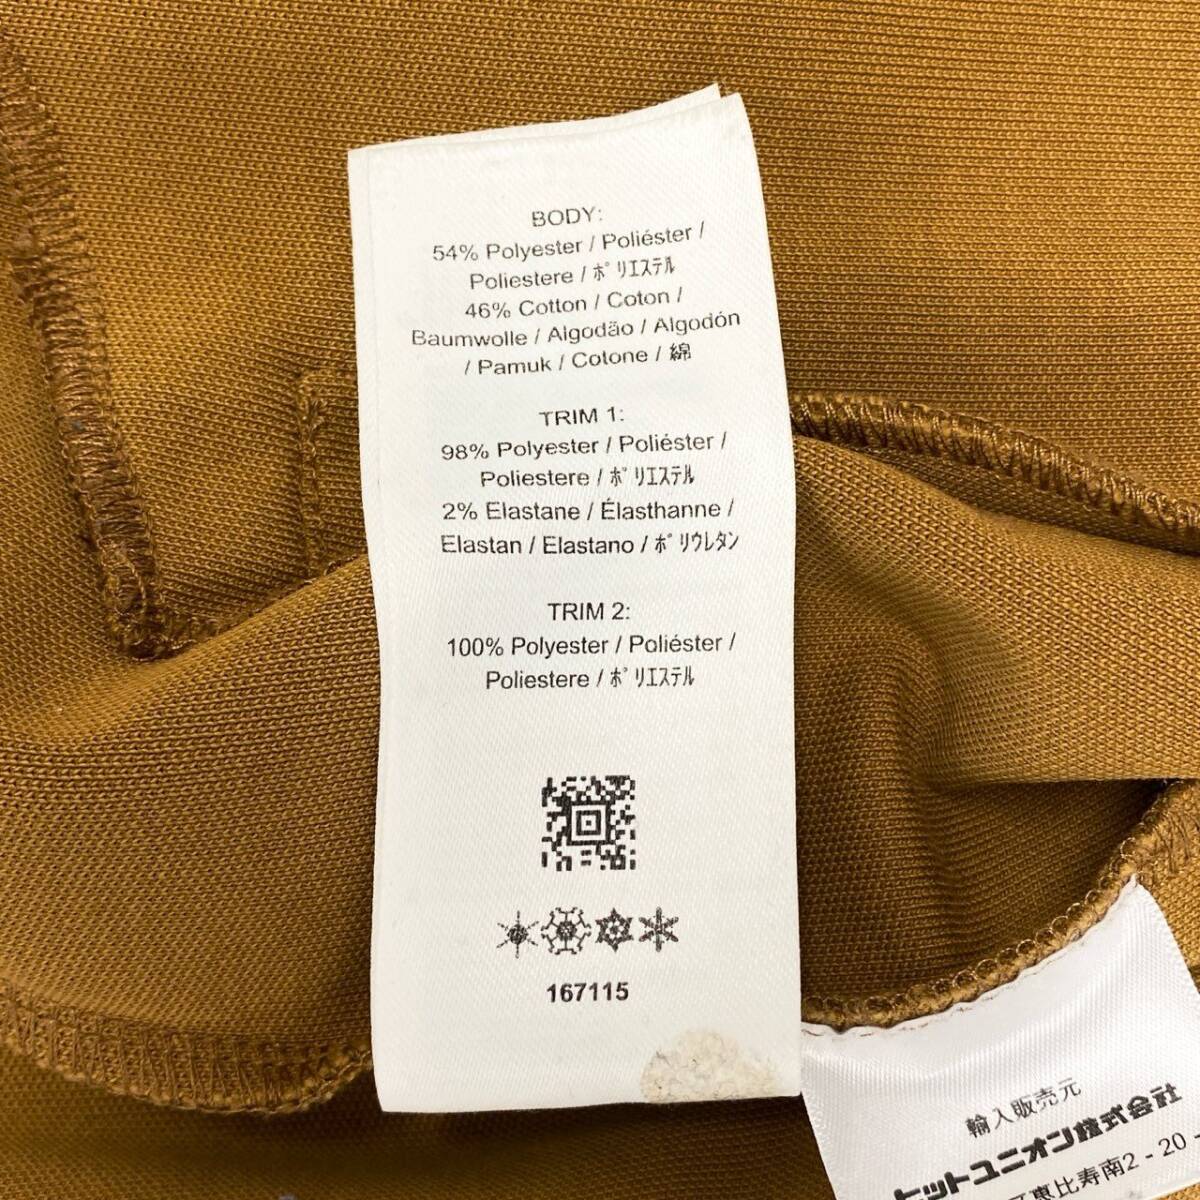 BODY:
54% Polyester / Poliéster /
Poliestere / ﾎﾟﾘｴｽﾃﾙ
46% Cotton / Coton /
Baumwolle / Algodão / Algodón
/ Pamuk / Cotone / 綿
TRIM 1:
98% Polyester / Poliéster /
Poliestere / ﾎﾟﾘｴｽﾃﾙ
2% Elastane / Élasthanne /
Elastan / Elastano / ﾎﾟﾘｳﾚﾀﾝ
TRIM 2:
100% Polyester / Poliéster /
Poliestere / ﾎﾟﾘｴｽﾃﾙ
167115
輸入販売元
ヒットユニオン株式会社
恵比寿南2-20-